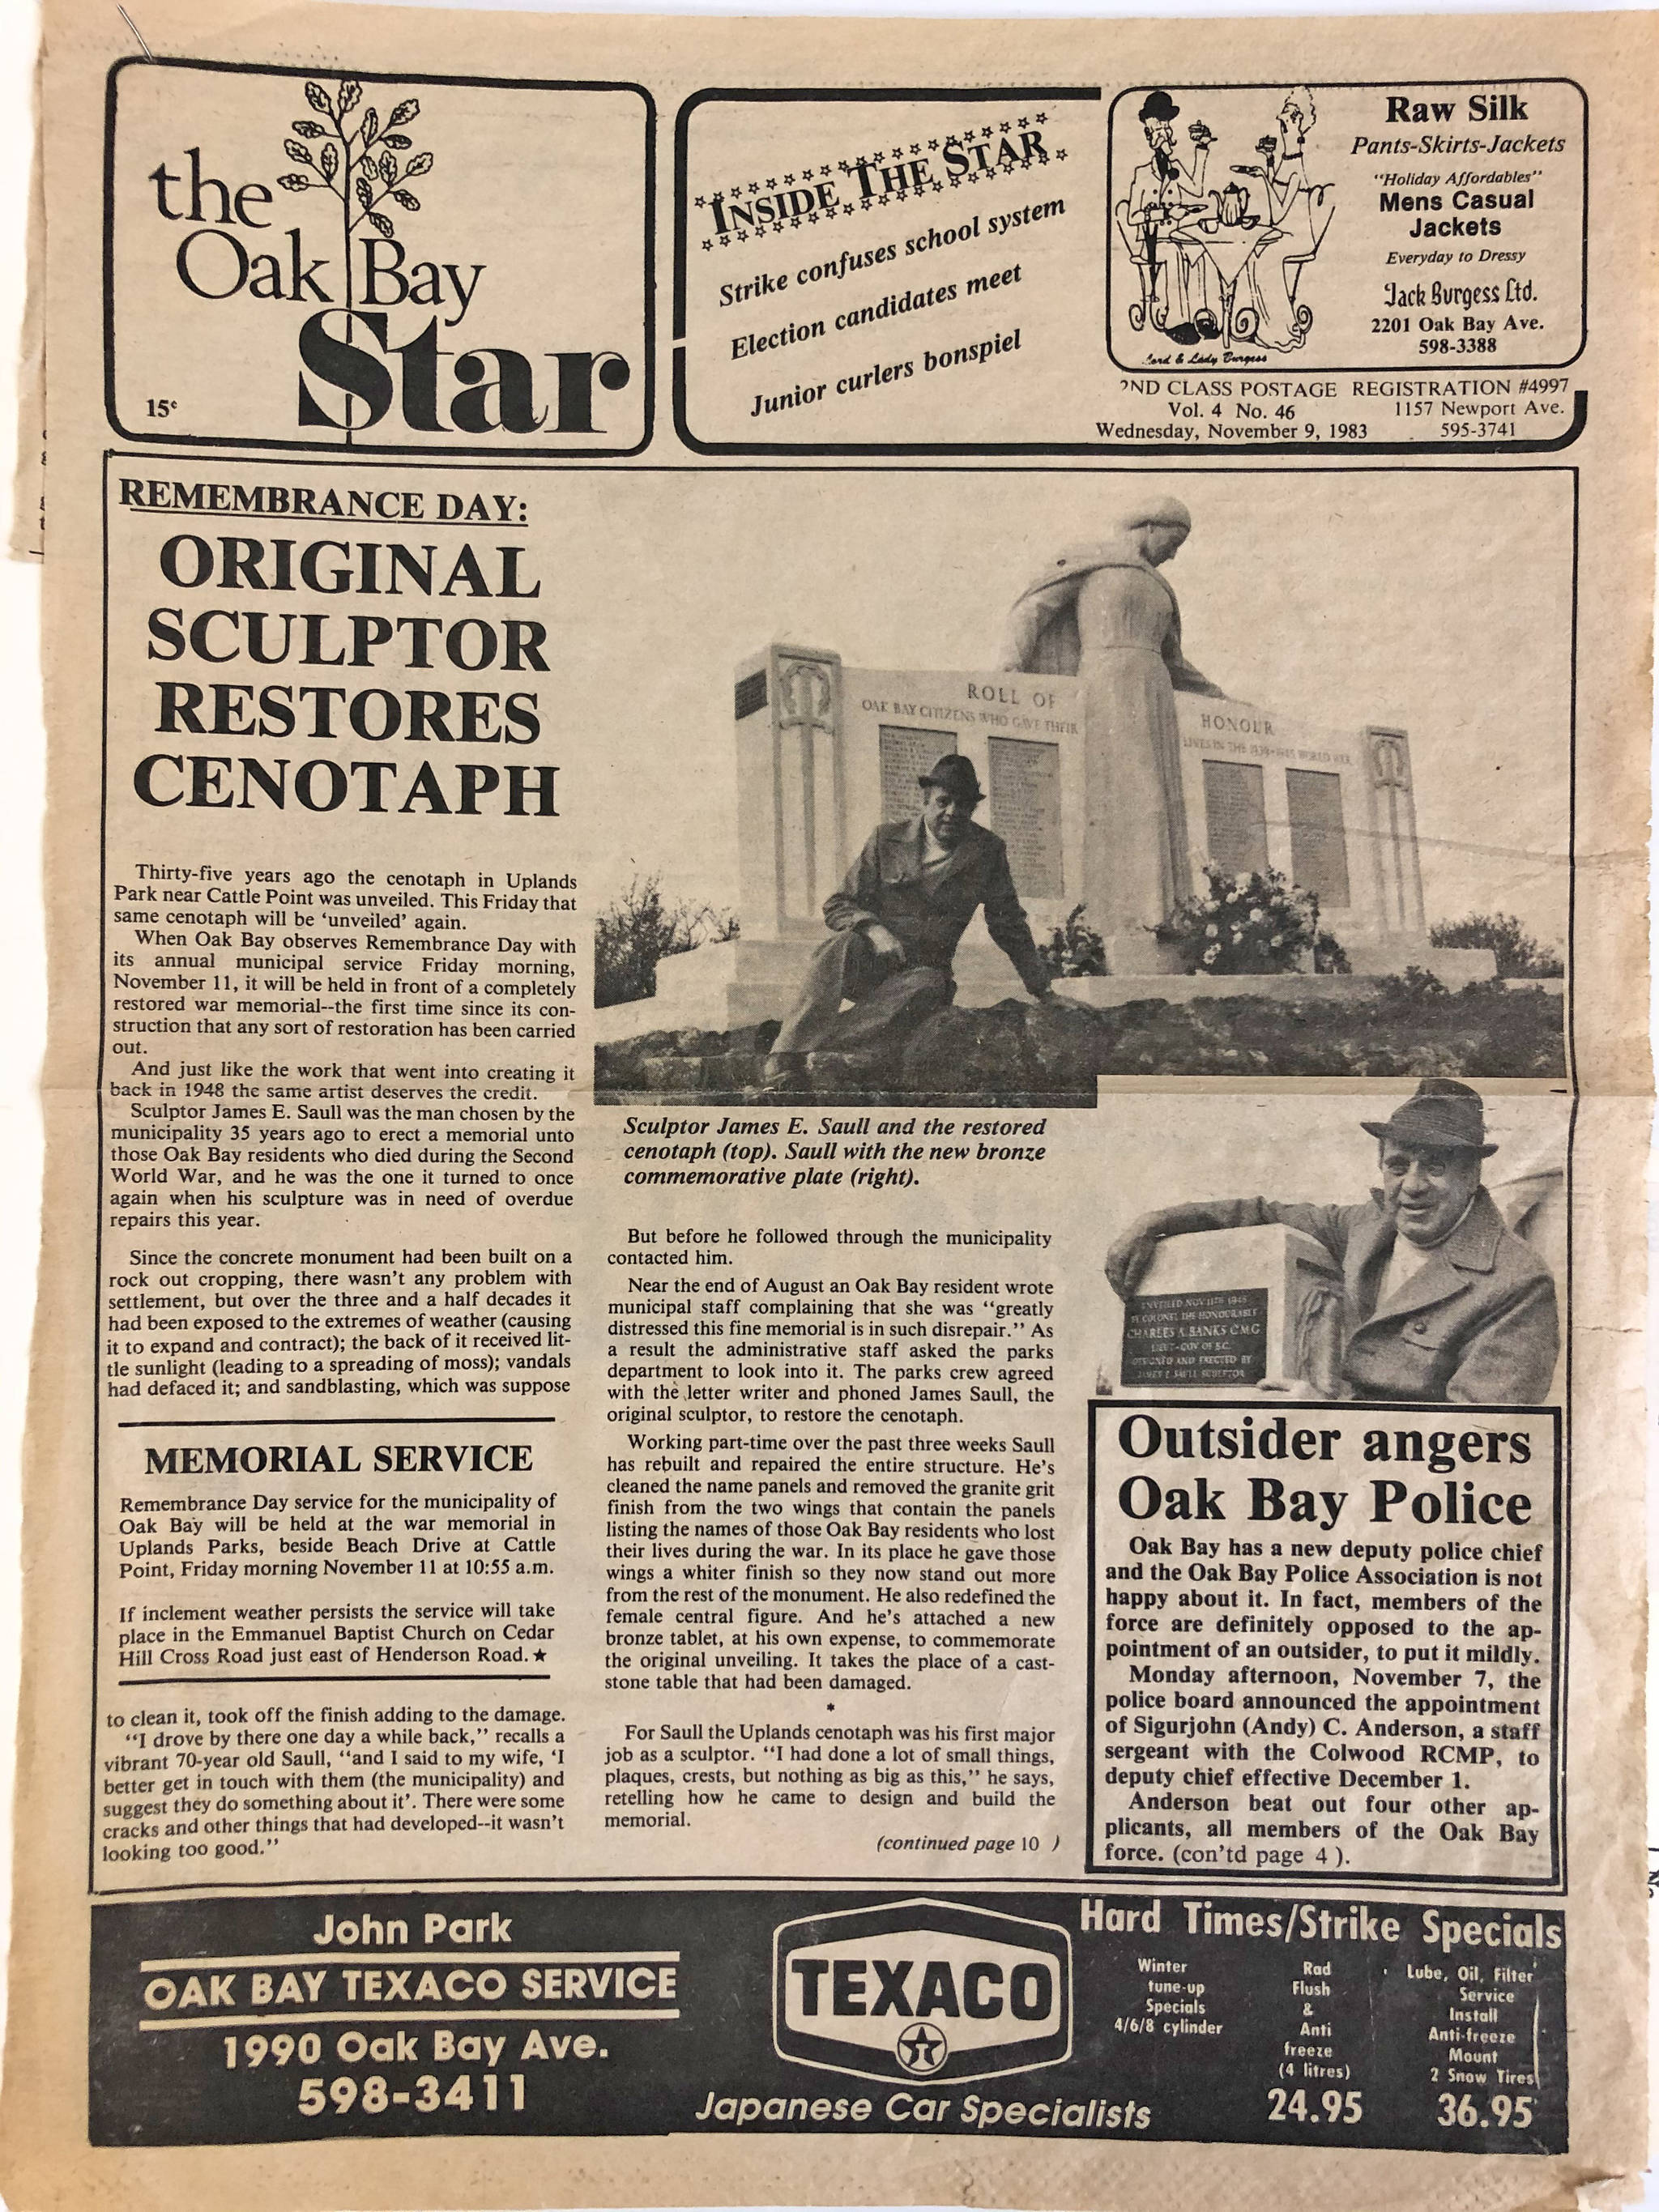 the
Oak Bay
Star
15¢
INSIDE THE STAR
Strike confuses school system
Election candidates meet
Junior curlers bonspiel
Raw Silk
Pants-Skirts-Jackets
"Holiday Affordables"
Mens Casual
Jackets
Everyday to Dressy
Jack Burgess Ltd.
2201 Oak Bay Ave.
598-3388
Lord & Lady Burgess
2ND CLASS POSTAGE REGISTRATION #4997
Vol. 4 No. 46 1157 Newport Ave.
Wednesday, November 9, 1983 595-3741
REMEMBRANCE DAY:
ORIGINAL
SCULPTOR
RESTORES
CENOTAPH
Thirty-five years ago the cenotaph in Uplands
Park near Cattle Point was unveiled. This Friday that
same cenotaph will be 'unveiled' again.
When Oak Bay observes Remembrance Day with
its annual municipal service Friday morning,
November 11, it will be held in front of a completely
restored war memorial--the first time since its con-
struction that any sort of restoration has been carried
out.
And just like the work that went into creating it
back in 1948 the same artist deserves the credit.
Sculptor James E. Saull was the man chosen by the
municipality 35 years ago to erect a memorial unto
those Oak Bay residents who died during the Second
World War, and he was the one it turned to once
again when his sculpture was in need of overdue
repairs this year.
Since the concrete monument had been built on a
rock out cropping, there wasn't any problem with
settlement, but over the three and a half decades it
had been exposed to the extremes of weather (causing
it to expand and contract); the back of it received lit-
tle sunlight (leading to a spreading of moss); vandals
had defaced it; and sandblasting, which was suppose
MEMORIAL SERVICE
Remembrance Day service for the municipality of
Oak Bay will be held at the war memorial in
Uplands Parks, beside Beach Drive at Cattle
Point, Friday morning November 11 at 10:55 a.m.
If inclement weather persists the service will take
place in the Emmanuel Baptist Church on Cedar
Hill Cross Road just east of Henderson Road.★
to clean it, took off the finish adding to the damage.
"I drove by there one day a while back," recalls a
vibrant 70-year old Saull, "and I said to my wife, 'I
better get in touch with them (the municipality) and
suggest they do something about it'. There were some
cracks and other things that had developed--it wasn't
looking too good."
ROLL OF HONOUR
OAK BAY CITIZENS WHO GAVE THEIR
LIVES IN THE 1939-1945 WORLD WAR
Sculptor James E. Saull and the restored
cenotaph (top). Saull with the new bronze
commemorative plate (right).
But before he followed through the municipality
contacted him.
Near the end of August an Oak Bay resident wrote
municipal staff complaining that she was "greatly
distressed this fine memorial is in such disrepair." As
a result the administrative staff asked the parks
department to look into it. The parks crew agreed
with the letter writer and phoned James Saull, the
original sculptor, to restore the cenotaph.
Working part-time over the past three weeks Saull
has rebuilt and repaired the entire structure. He's
cleaned the name panels and removed the granite grit
finish from the two wings that contain the panels
listing the names of those Oak Bay residents who lost
their lives during the war. In its place he gave those
wings a whiter finish so they now stand out more
from the rest of the monument. He also redefined the
female central figure. And he's attached a new
bronze tablet, at his own expense, to commemorate
the original unveiling. It takes the place of a cast-
stone table that had been damaged.
*
For Saull the Uplands cenotaph was his first major
job as a sculptor. "I had done a lot of small things,
plaques, crests, but nothing as big as this," he says,
retelling how he came to design and build the
memorial.
(continued page 10 )
UNVEILED NOV 11TH 1948
BY COLONEL THE HONOURABLE
CHARLES A. BANKS C.M.G.
LIEUT-GOV OF B.C.
DESIGNED AND ERECTED BY
JAMES E. SAULL SCULPTOR
Outsider angers
Oak Bay Police
Oak Bay has a new deputy police chief
and the Oak Bay Police Association is not
happy about it. In fact, members of the
force are definitely opposed to the ap-
pointment of an outsider, to put it mildly.
Monday afternoon, November 7, the
police board announced the appointment
of Sigurjohn (Andy) C. Anderson, a staff
sergeant with the Colwood RCMP, to
deputy chief effective December 1.
Anderson beat out four other ap-
plicants, all members of the Oak Bay
force. (con'td page 4 ).
John Park
OAK BAY TEXACO SERVICE
1990 Oak Bay Ave.
598-3411
TEXACO
T
Japanese Car Specialists
Hard Times/Strike Specials
Winter
tune-up
Specials
4/6/8 cylinder
Rad
Flush
&
Anti
freeze
(4 litres)
24.95
Lube, Oil, Filter
Service
Install
Anti-freeze
Mount
2 Snow Tires
36.95